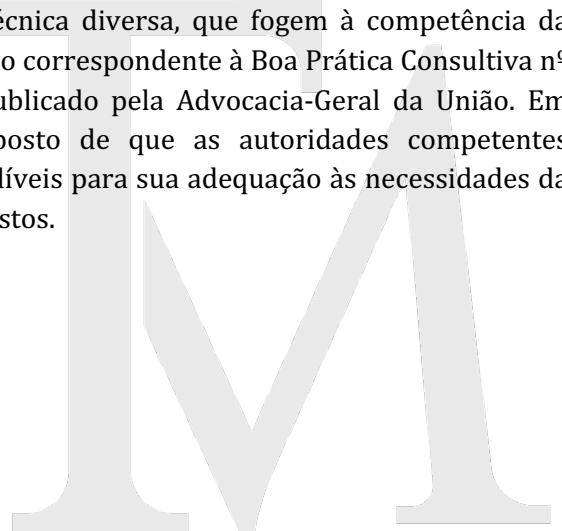 écnica diversa, que fogem à competência da
o correspondente à Boa Prática Consultiva nº
ublicado pela Advocacia-Geral da União. Em
posto de que as autoridades competentes
díveis para sua adequação às necessidades da
stos.